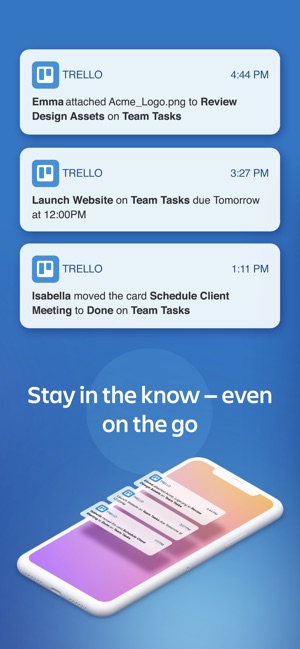 TRELLO 4:44 PM
Emma attached Acme_Logo.png to Review
Design Assets on Team Tasks
TRELLO 3:27 PM
Launch Website on Team Tasks due Tomorrow
at 12:00PM
TRELLO 1:11 PM
Isabella moved the card Schedule Client
Meeting to Done on Team Tasks
Stay in the know – even
on the go